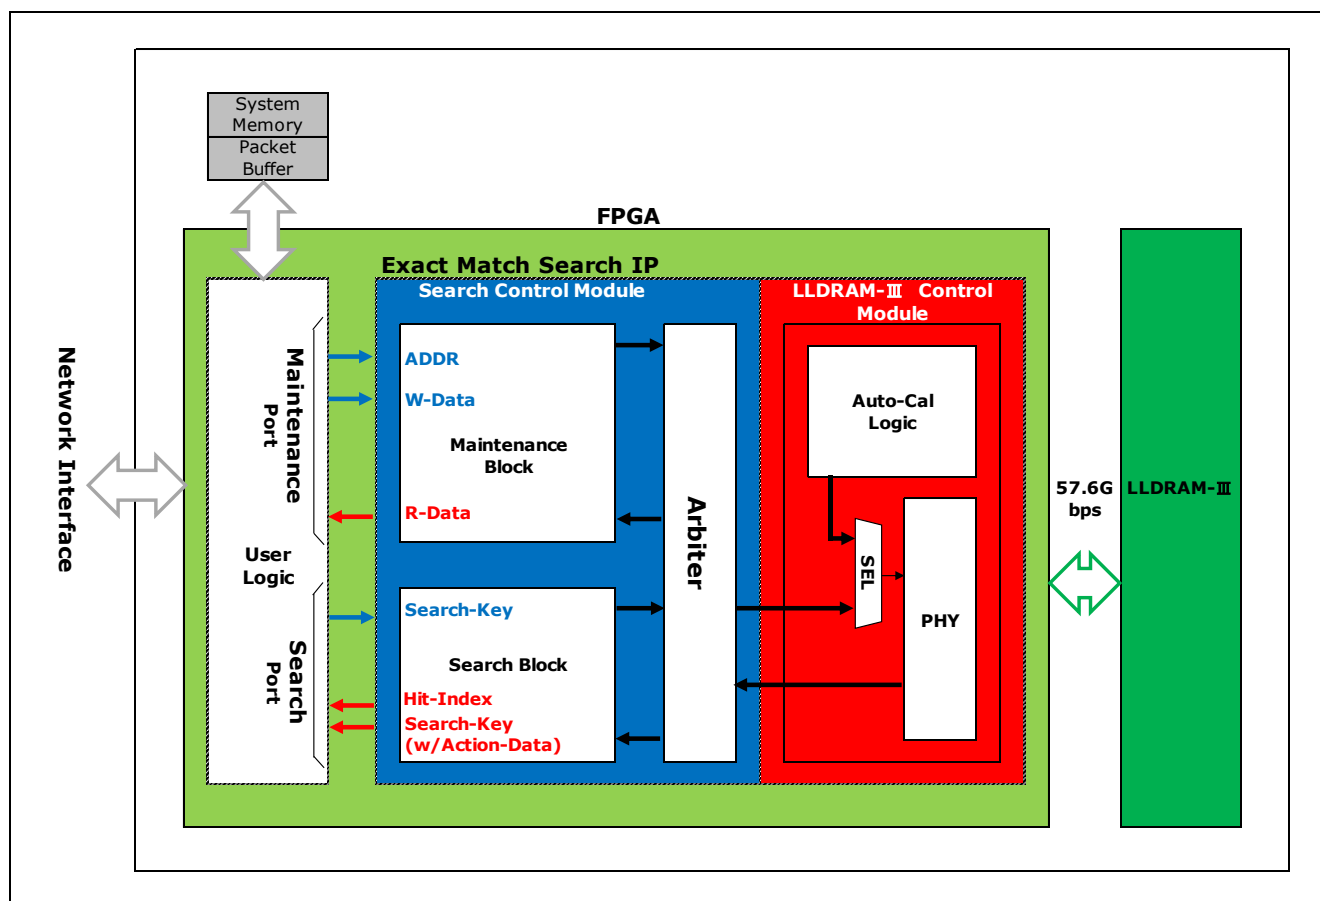 System
Memory
Packet
Buffer
FPGA
Exact Match Search IP
Search Control Module
LLDRAM-Ⅲ Control
Module
Network Interface
Maintenance
Port
User
Logic
Search
Port
ADDR
W-Data
Maintenance
Block
R-Data
Search-Key
Search Block
Hit-Index
Search-Key
(w/Action-Data)
Arbiter
Auto-Cal
Logic
SEL
PHY
57.6G
bps
LLDRAM-Ⅲ